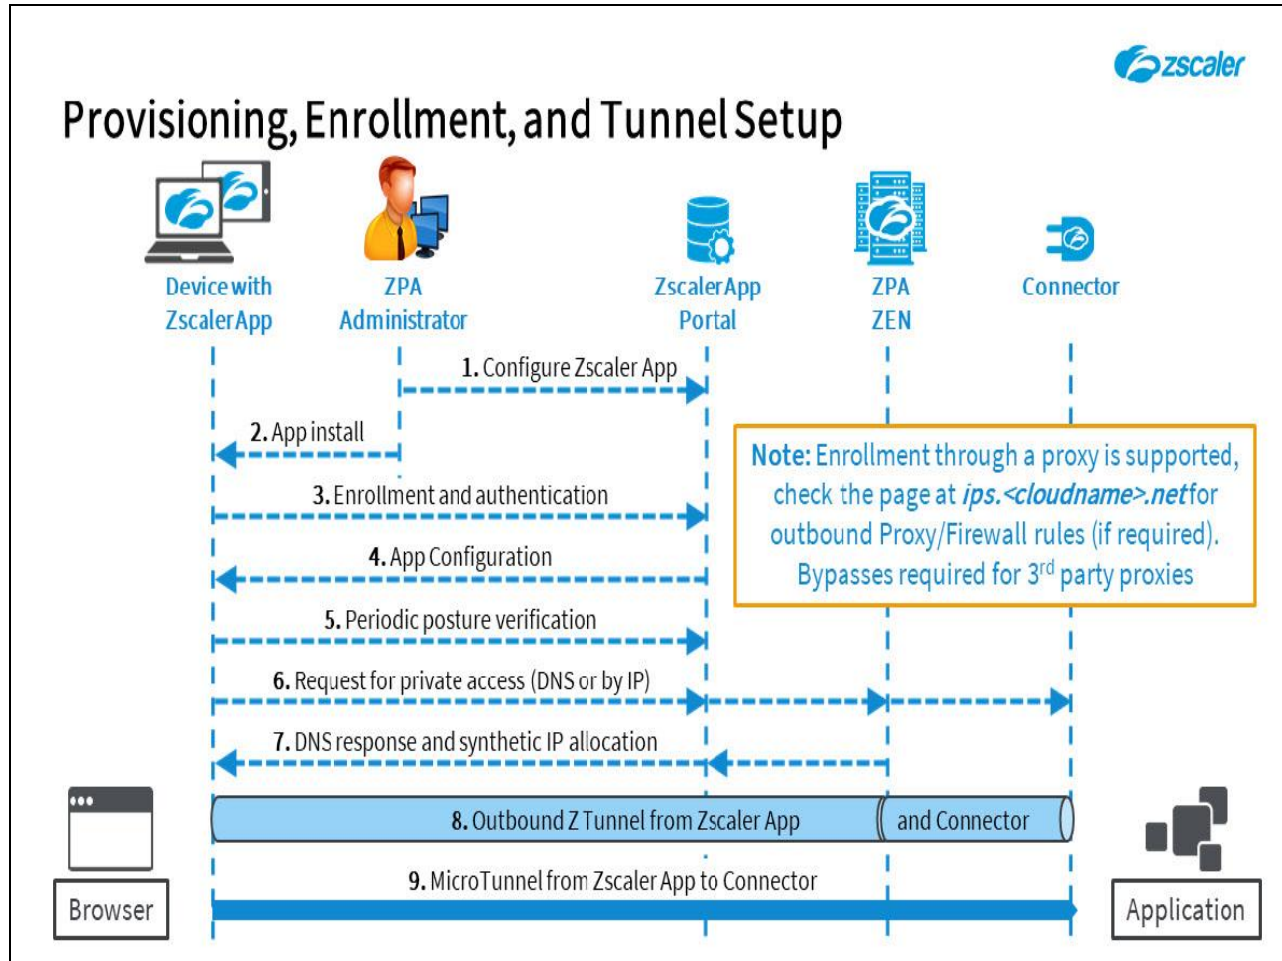 zscaler
Provisioning, Enrollment, and Tunnel Setup
Device with
ZscalerApp
ZPA
Administrator
ZscalerApp
Portal
ZPA
ZEN
Connector
1. Configure Zscaler App
2. App install
Note: Enrollment through a proxy is supported,
check the page at ips.<cloudname>.net for
outbound Proxy/Firewall rules (if required).
Bypasses required for 3rd party proxies
3. Enrollment and authentication
4. App Configuration
5. Periodic posture verification
6. Request for private access (DNS or by IP)
7. DNS response and synthetic IP allocation
8. Outbound Z Tunnel from Zscaler App and Connector
9. MicroTunnel from Zscaler App to Connector
Browser
Application